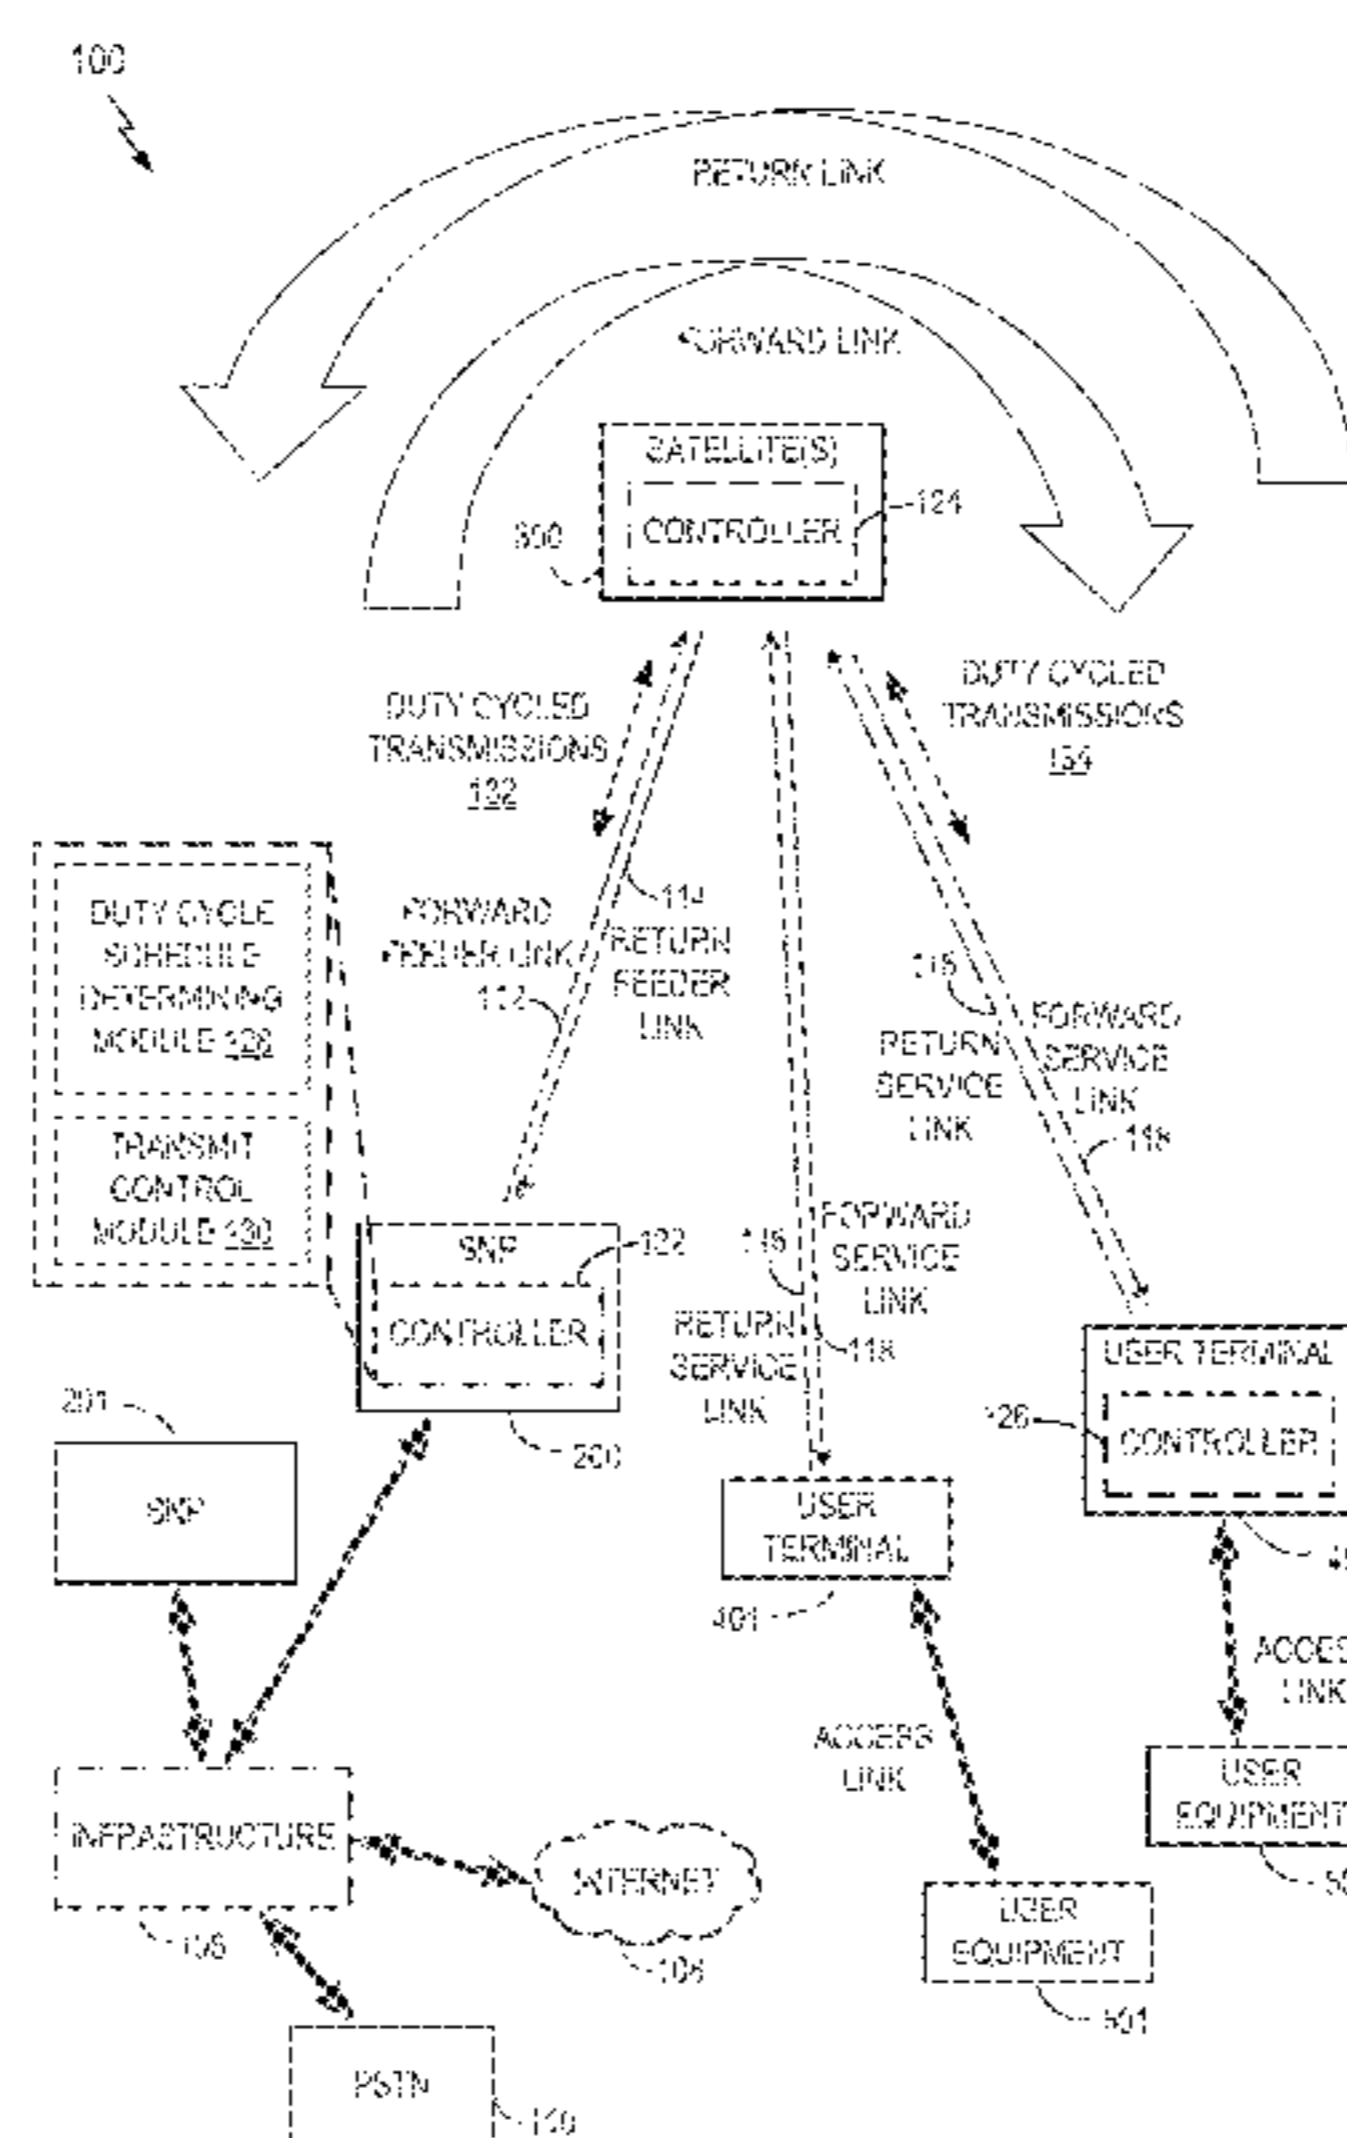 100
RETURN LINK
FORWARD LINK
SATELLITE(S)
CONTROLLER
124
300
DUTY CYCLED
TRANSMISSIONS
132
DUTY CYCLED
TRANSMISSIONS
134
DUTY CYCLE
SCHEDULE
DETERMINING
MODULE 128
TRANSMIT
CONTROL
MODULE 130
FORWARD
FEEDER LINK
112
114
RETURN
FEEDER
LINK
116
RETURN
SERVICE
LINK
FORWARD
SERVICE
LINK
118
SNP
122
CONTROLLER
200
116
RETURN
SERVICE
LINK
FORWARD
SERVICE
LINK
118
USER TERMINAL
126
CONTROLLER
201
SNP
USER
TERMINAL
401
ACCESS
LINK
LINK
USER
EQUIPMENT
INFRASTRUCTURE
106
INTERNET
108
USER
EQUIPMENT
501
PSTN
110